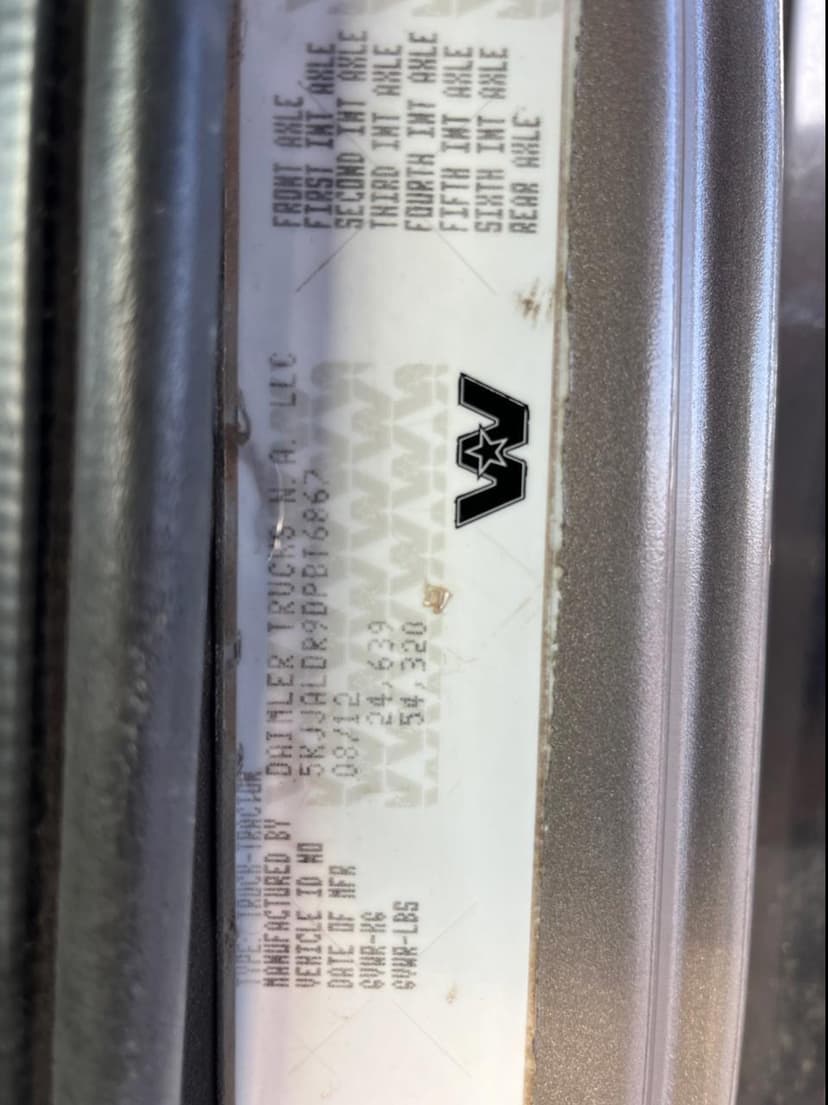 TYPE: TRUCK-TRACTOR
MANUFACTURED BY DAIMLER TRUCKS N.A. LLC
VEHICLE ID NO 5KJJALDR9DPBT6867
DATE OF MFR 08/12
GVWR-KG 24,639
GVWR-LBS 54,320
FRONT AXLE
FIRST INT AXLE
SECOND INT AXLE
THIRD INT AXLE
FOURTH INT AXLE
FIFTH INT AXLE
SIXTH INT AXLE
REAR AXLE